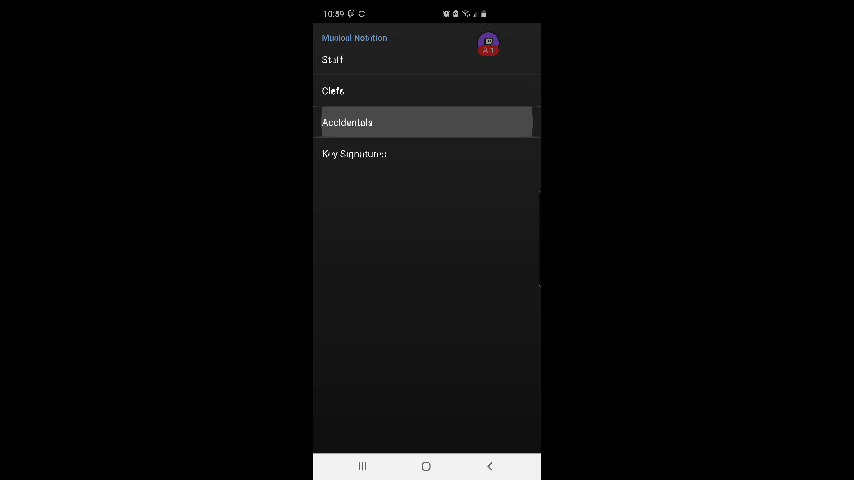 10:59
Musical Notation
Staff
Clefs
Accidentals
Key Signatures